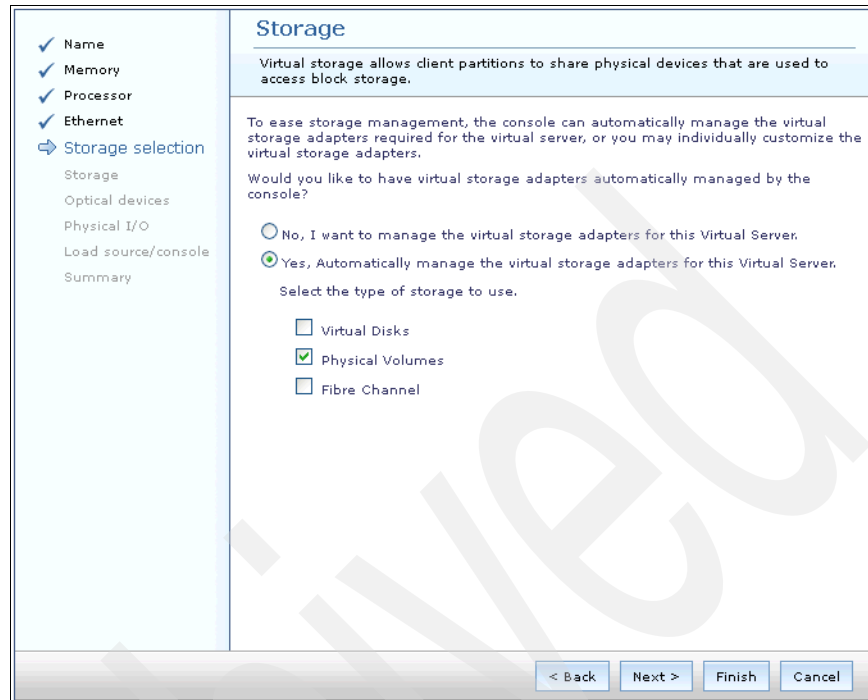 Name
Memory
Processor
Ethernet
Storage selection
Storage
Optical devices
Physical I/O
Load source/console
Summary
Storage
Virtual storage allows client partitions to share physical devices that are used to
access block storage.
To ease storage management, the console can automatically manage the virtual
storage adapters required for the virtual server, or you may individually customize the
virtual storage adapters.
Would you like to have virtual storage adapters automatically managed by the
console?
No, I want to manage the virtual storage adapters for this Virtual Server.
Yes, Automatically manage the virtual storage adapters for this Virtual Server.
Select the type of storage to use.
Virtual Disks
Physical Volumes
Fibre Channel
< Back
Next >
Finish
Cancel